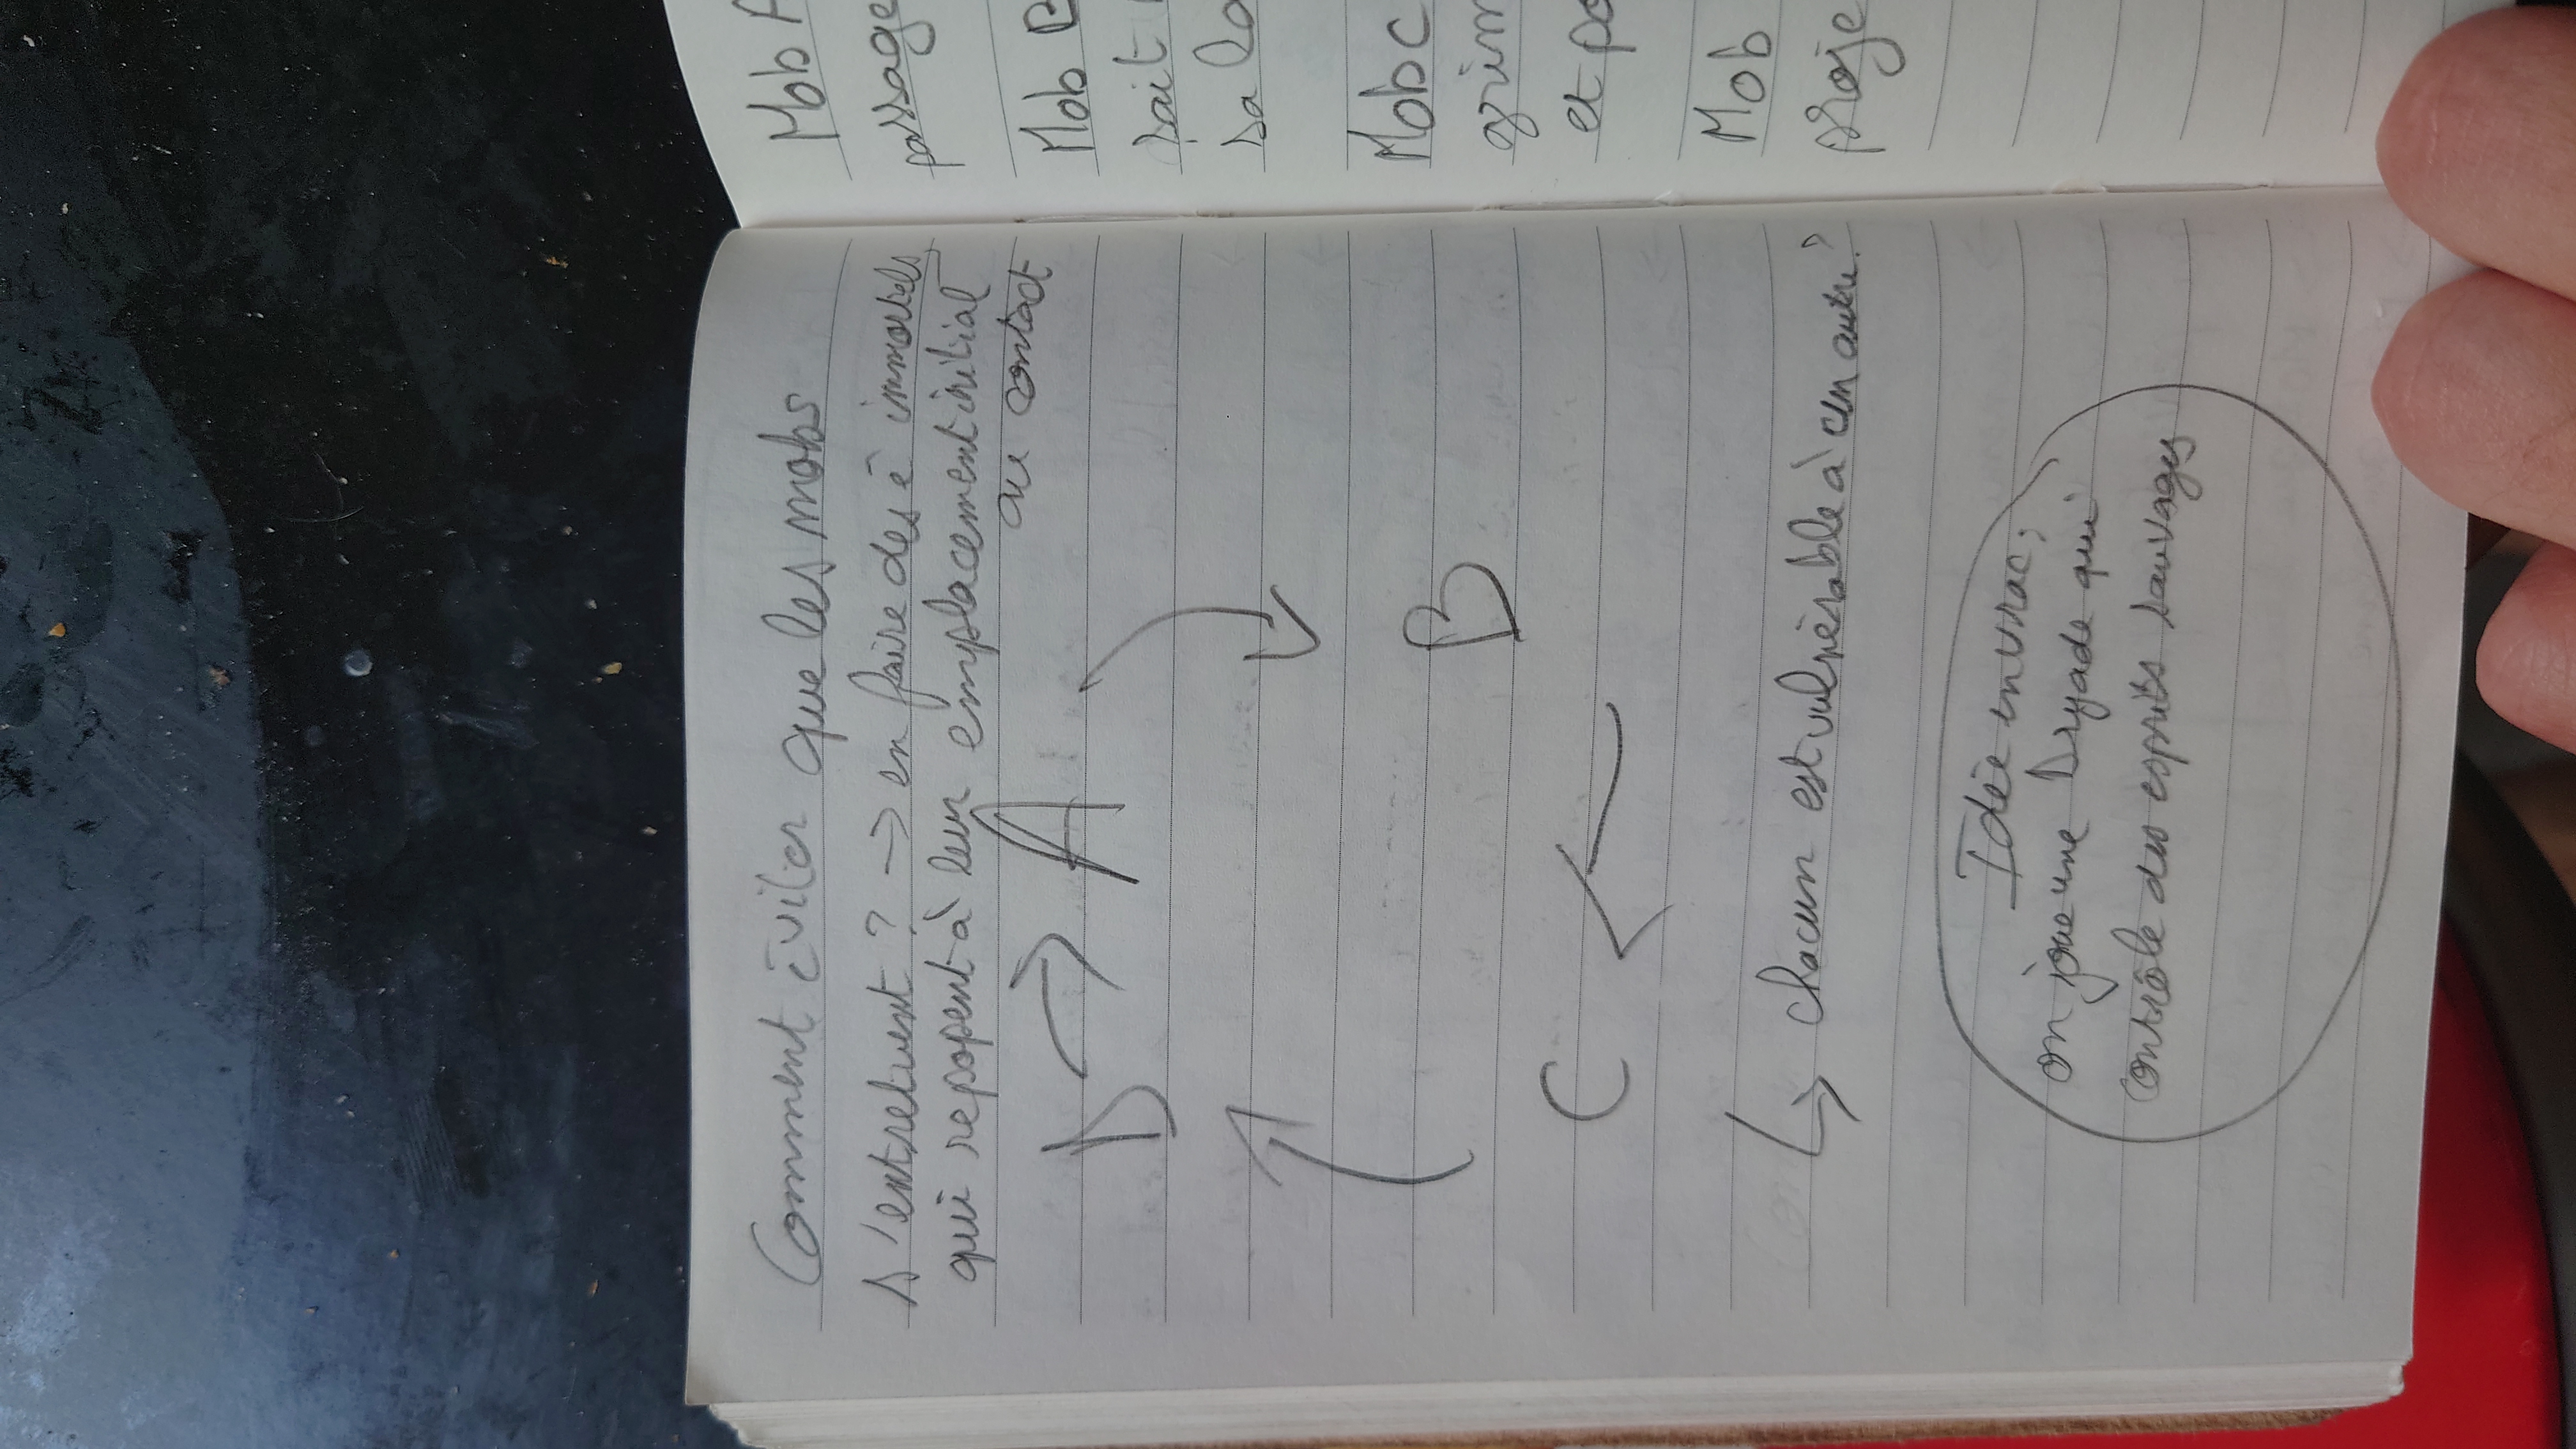 Comment éviter que les mobs
s'entretuent ? → en faire des ê immortels
qui repopent à leur emplacement initial
au contact
D → A
B
C
↳ chacun est vulnérable à un autre ?
Idée en vrac :
on joue une Dryade qui
contrôle des esprits sauvages
Mob A
passage
Mob B
sait
sa
Mob C
grim
et po
Mob
proje